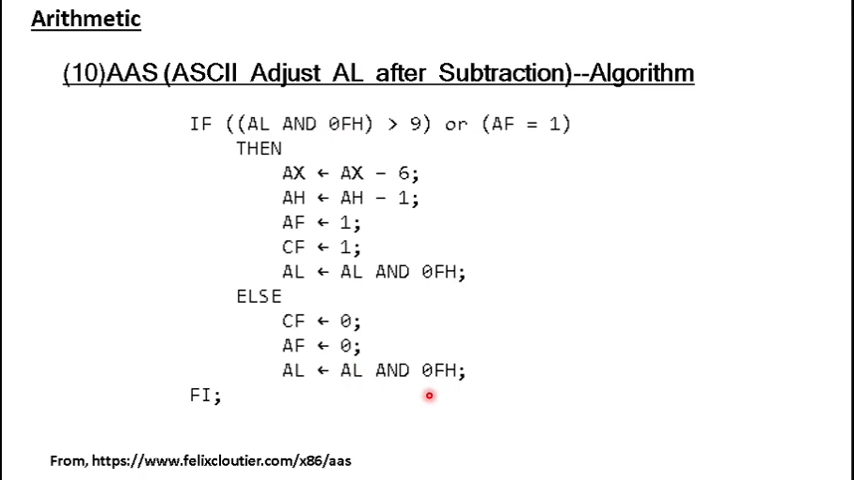 Arithmetic
(10)AAS (ASCII Adjust AL after Subtraction)--Algorithm
IF ((AL AND 0FH) > 9) or (AF = 1)
THEN
AX ← AX − 6;
AH ← AH − 1;
AF ← 1;
CF ← 1;
AL ← AL AND 0FH;
ELSE
CF ← 0;
AF ← 0;
AL ← AL AND 0FH;
FI;
From, https://www.felixcloutier.com/x86/aas